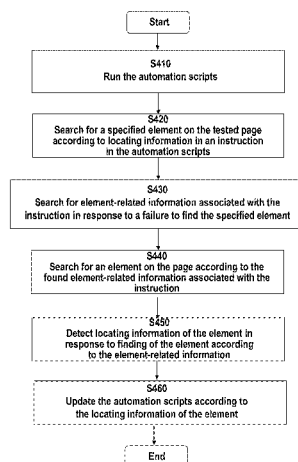 Start
S410
Run the automation scripts
S420
Search for a specified element on the tested page
according to locating information in an instruction
in the automation scripts
S430
Search for element-related information associated with the
instruction in response to a failure to find the specified element
S440
Search for an element on the page according to the
found element-related information associated with the
instruction
S450
Detect locating information of the element in
response to finding of the element according
to the element-related information
S460
Update the automation scripts according to
the locating information of the element
End